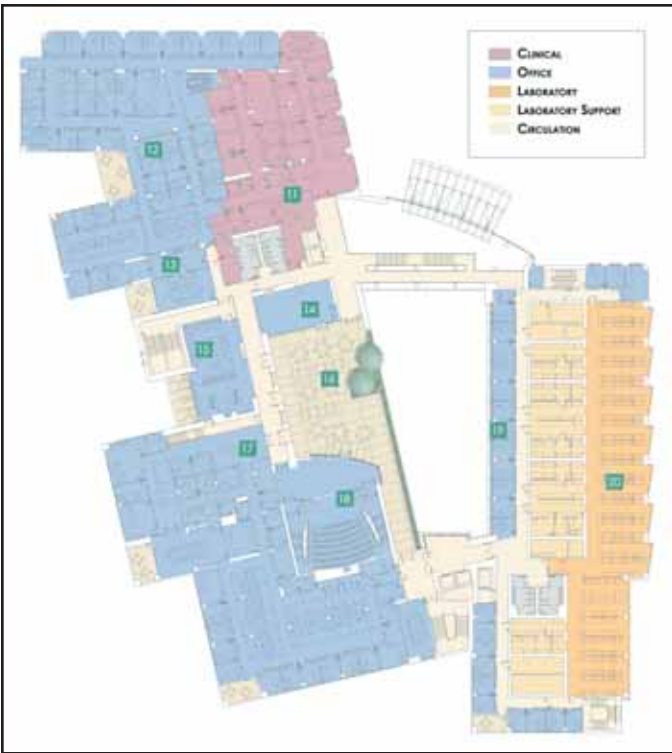 CLINICAL
OFFICE
LABORATORY
LABORATORY SUPPORT
CIRCULATION
12
11
13
14
15
16
19
17
18
20